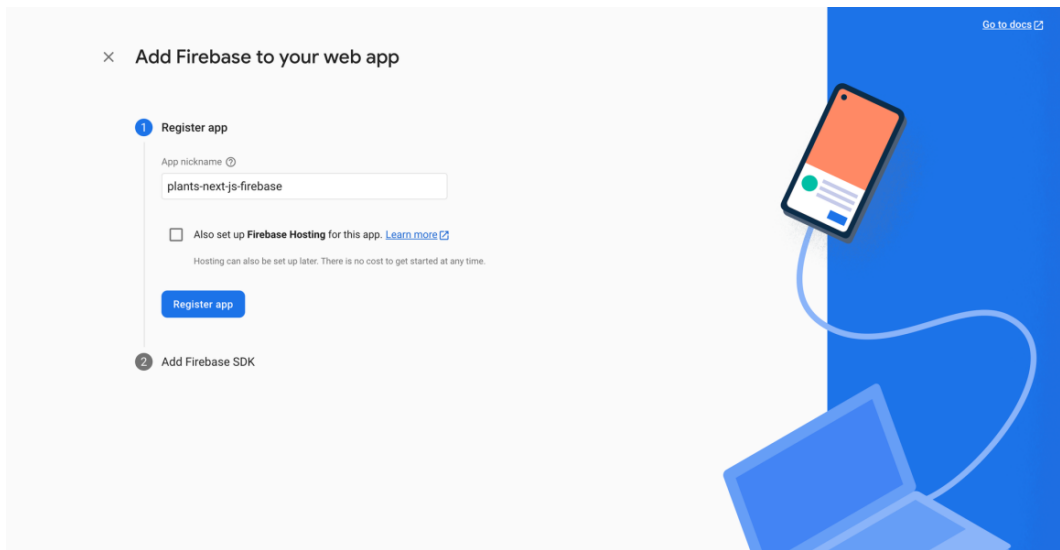 Go to docs
Add Firebase to your web app
1 Register app
App nickname
plants-next-js-firebase
Also set up Firebase Hosting for this app. Learn more
Hosting can also be set up later. There is no cost to get started at any time.
Register app
2 Add Firebase SDK